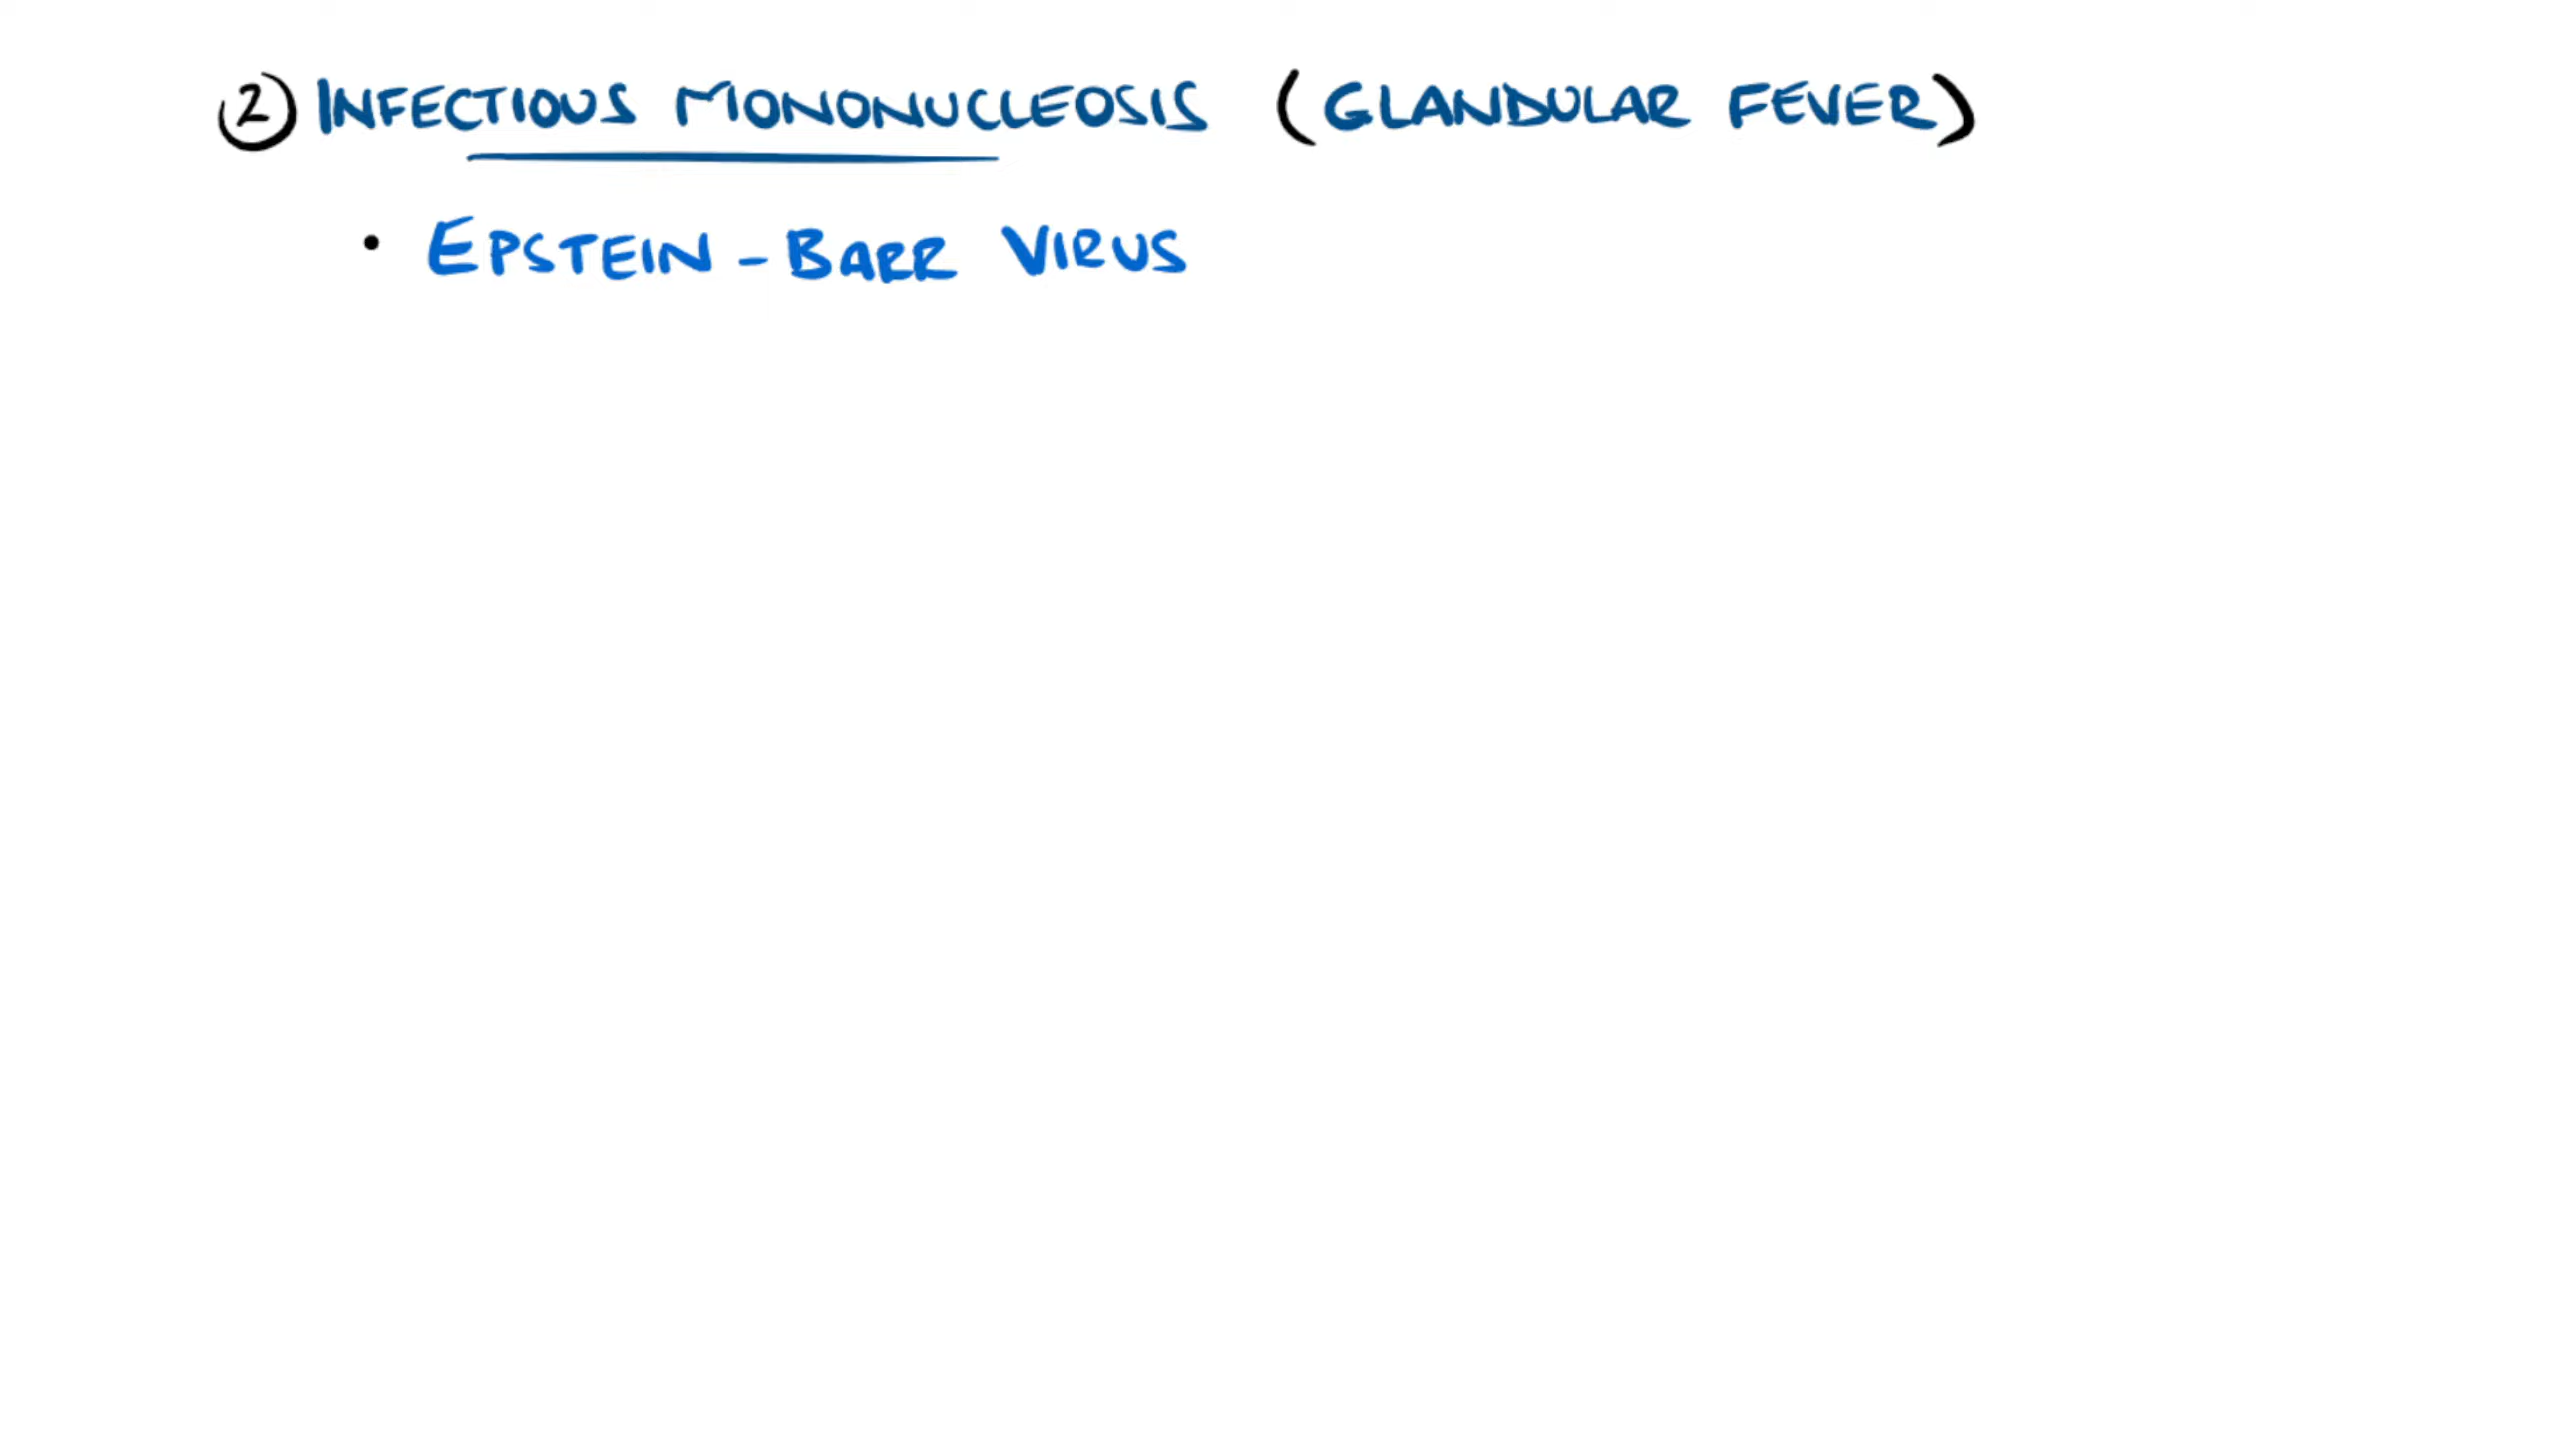 ② INFECTIOUS MONONUCLEOSIS (GLANDULAR FEVER)
• EPSTEIN-BARR VIRUS